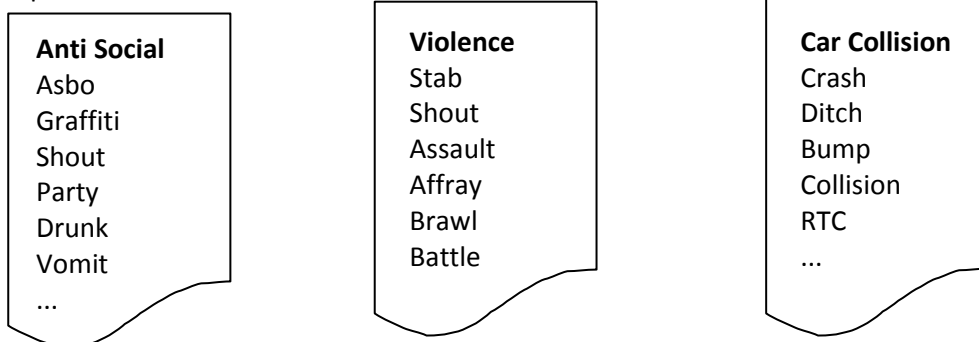 Anti Social
Asbo
Graffiti
Shout
Party
Drunk
Vomit
...
Violence
Stab
Shout
Assault
Affray
Brawl
Battle
Car Collision
Crash
Ditch
Bump
Collision
RTC
...